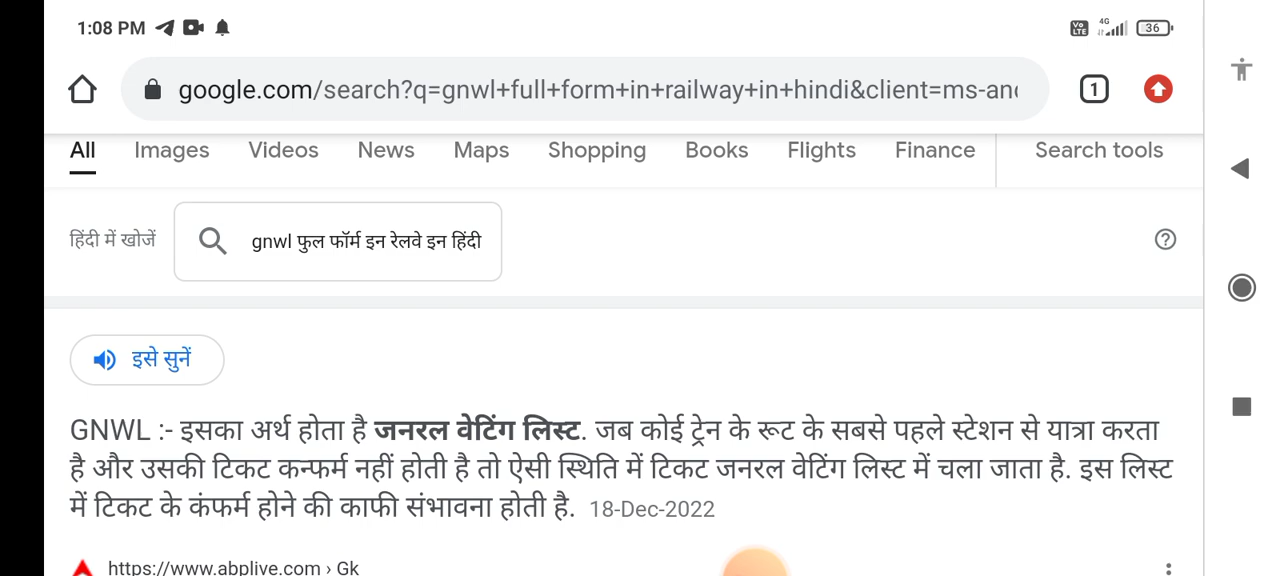 1:08 PM
Vo LTE 4G 36
google.com/search?q=gnwl+full+form+in+railway+in+hindi&client=ms-an
1
All Images Videos News Maps Shopping Books Flights Finance Search tools
हिंदी में खोजें gnwl फुल फॉर्म इन रेलवे इन हिंदी
इसे सुनें
GNWL :- इसका अर्थ होता है जनरल वेटिंग लिस्ट. जब कोई ट्रेन के रूट के सबसे पहले स्टेशन से यात्रा करता
है और उसकी टिकट कन्फर्म नहीं होती है तो ऐसी स्थिति में टिकट जनरल वेटिंग लिस्ट में चला जाता है. इस लिस्ट
में टिकट के कंफर्म होने की काफी संभावना होती है. 18-Dec-2022
https://www.abplive.com › Gk